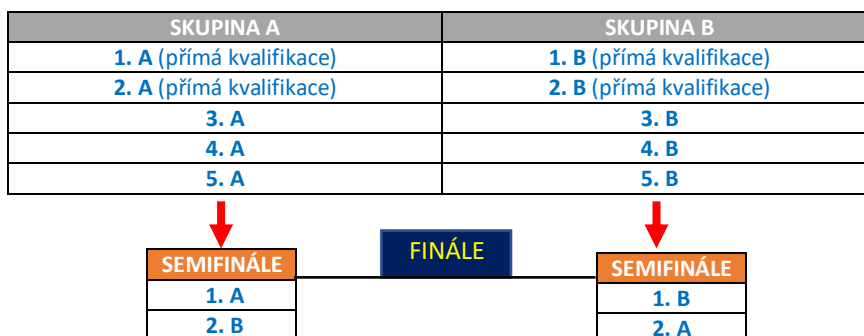 SKUPINA A SKUPINA B
1. A (přímá kvalifikace) 1. B (přímá kvalifikace)
2. A (přímá kvalifikace) 2. B (přímá kvalifikace)
3. A 3. B
4. A 4. B
5. A 5. B
FINÁLE
SEMIFINÁLE SEMIFINÁLE
1. A 1. B
2. B 2. A